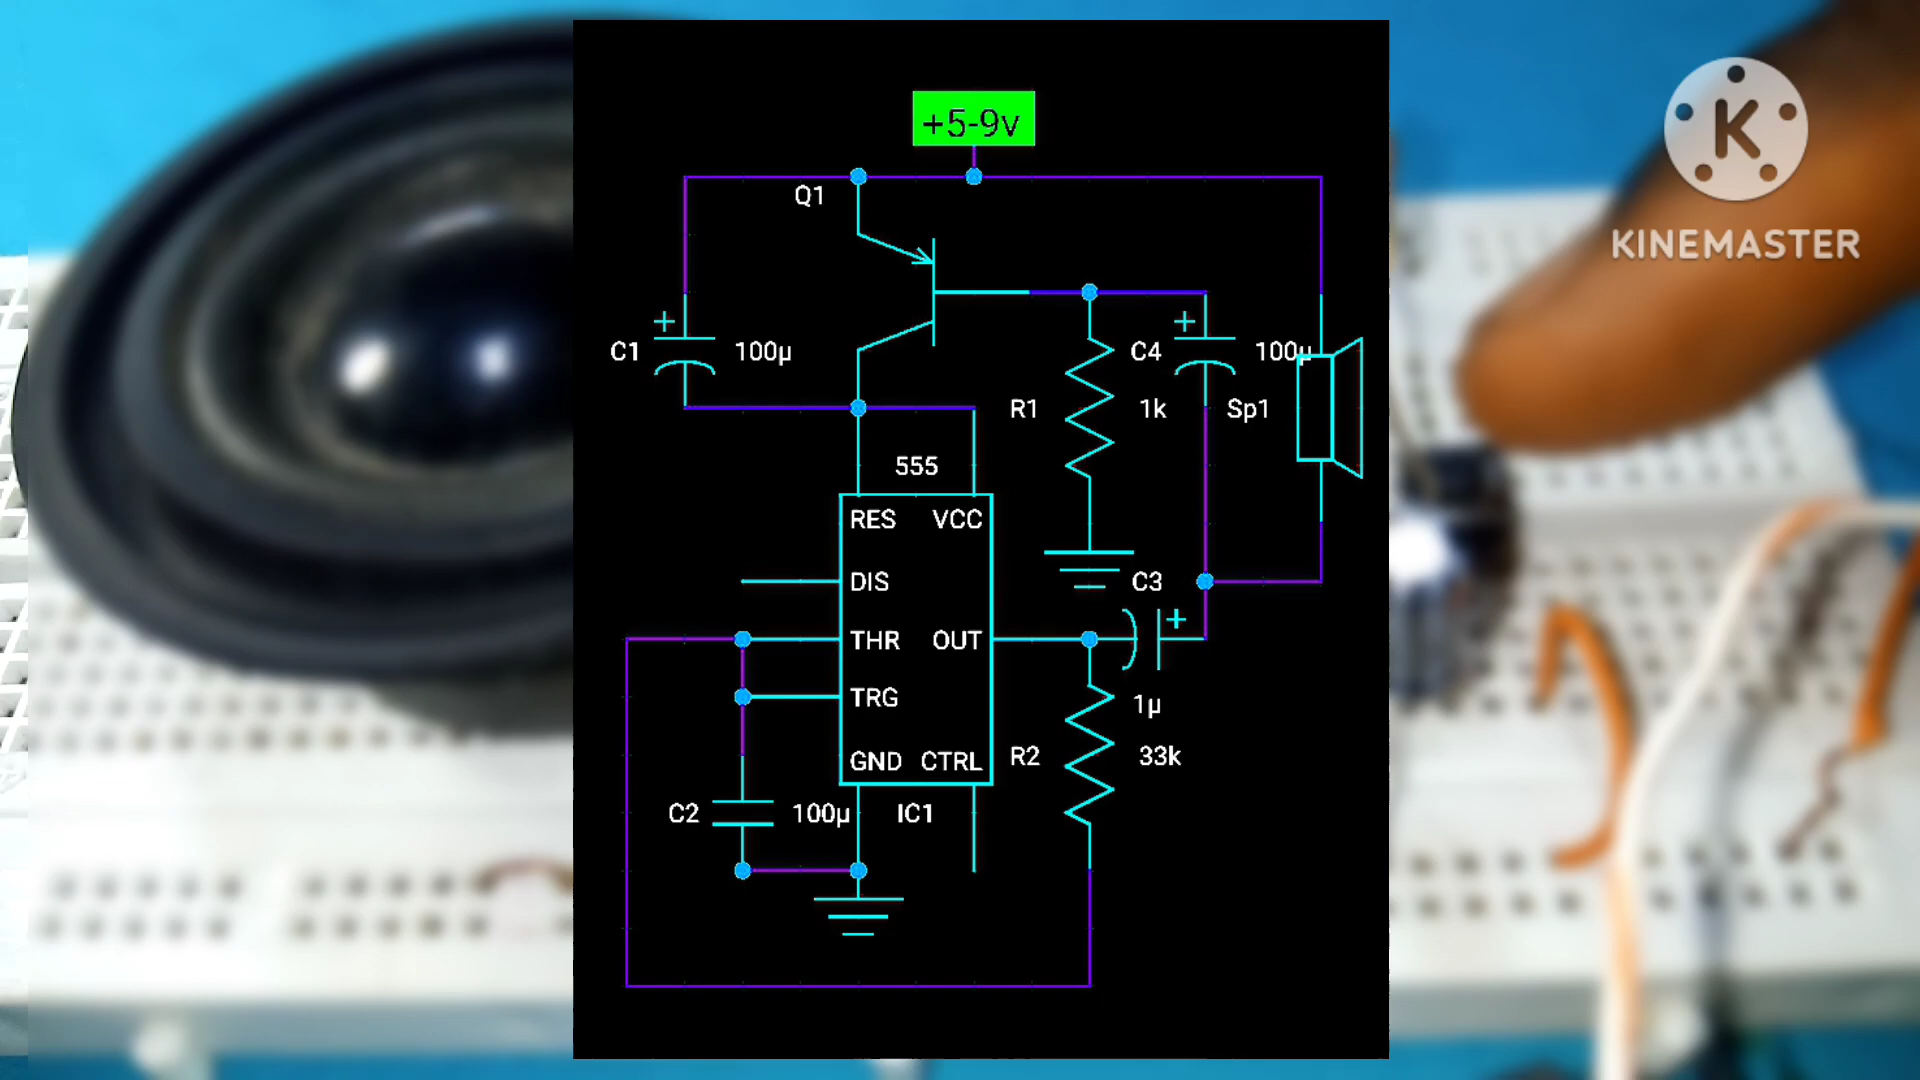 +5-9v
Q1
+
+
C1
100µ
C4
100µ
R1
1k
Sp1
555
RES VCC
DIS
C3
+
THR OUT
TRG
1µ
GND CTRL
R2
33k
C2
100µ
IC1
K
KINEMASTER